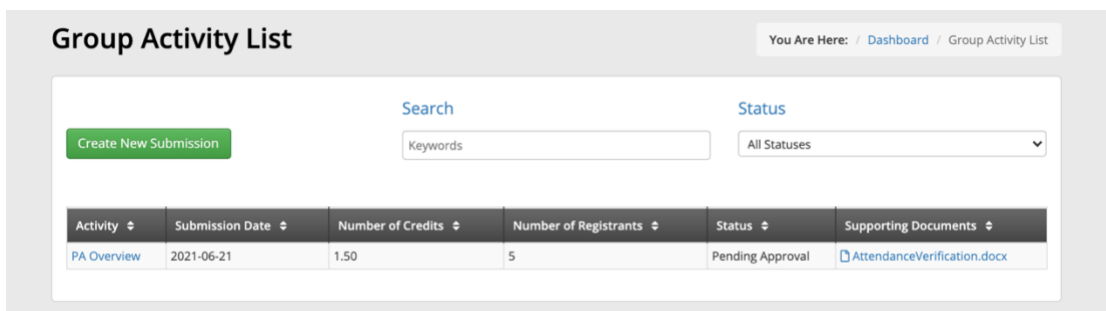 Group Activity List
You Are Here: / Dashboard / Group Activity List
Search
Status
Create New Submission
Keywords
All Statuses
Activity Submission Date Number of Credits Number of Registrants Status Supporting Documents
PA Overview 2021-06-21 1.50 5 Pending Approval AttendanceVerification.docx